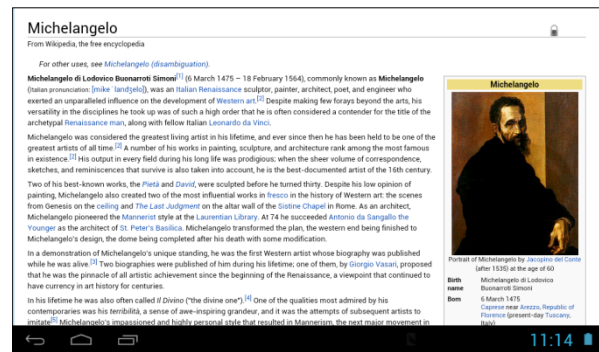 Michelangelo
From Wikipedia, the free encyclopedia
For other uses, see Michelangelo (disambiguation).
Michelangelo di Lodovico Buonarroti Simoni[1] (6 March 1475 – 18 February 1564), commonly known as Michelangelo
(Italian pronunciation: [mike ˈlandʒelo]), was an Italian Renaissance sculptor, painter, architect, poet, and engineer who
exerted an unparalleled influence on the development of Western art.[2] Despite making few forays beyond the arts, his
versatility in the disciplines he took up was of such a high order that he is often considered a contender for the title of the
archetypal Renaissance man, along with fellow Italian Leonardo da Vinci.
Michelangelo was considered the greatest living artist in his lifetime, and ever since then he has been held to be one of the
greatest artists of all time.[2] A number of his works in painting, sculpture, and architecture rank among the most famous
in existence.[2] His output in every field during his long life was prodigious; when the sheer volume of correspondence,
sketches, and reminiscences that survive is also taken into account, he is the best-documented artist of the 16th century.
Two of his best-known works, the Pietà and David, were sculpted before he turned thirty. Despite his low opinion of
painting, Michelangelo also created two of the most influential works in fresco in the history of Western art: the scenes
from Genesis on the ceiling and The Last Judgment on the altar wall of the Sistine Chapel in Rome. As an architect,
Michelangelo pioneered the Mannerist style at the Laurentian Library. At 74 he succeeded Antonio da Sangallo the
Younger as the architect of St. Peter's Basilica. Michelangelo transformed the plan, the western end being finished to
Michelangelo's design, the dome being completed after his death with some modification.
In a demonstration of Michelangelo's unique standing, he was the first Western artist whose biography was published
while he was alive.[3] Two biographies were published of him during his lifetime; one of them, by Giorgio Vasari, proposed
that he was the pinnacle of all artistic achievement since the beginning of the Renaissance, a viewpoint that continued to
have currency in art history for centuries.
In his lifetime he was also often called Il Divino ("the divine one").[4] One of the qualities most admired by his
contemporaries was his terribilità, a sense of awe-inspiring grandeur, and it was the attempts of subsequent artists to
imitate[5] Michelangelo's impassioned and highly personal style that resulted in Mannerism, the next major movement in
Michelangelo
Portrait of Michelangelo by Jacopino del Conte
(after 1535) at the age of 60
Birth name Michelangelo di Lodovico
Buonarroti Simoni
Born 6 March 1475
Caprese near Arezzo, Republic of
Florence (present-day Tuscany,
Italy)
11:14